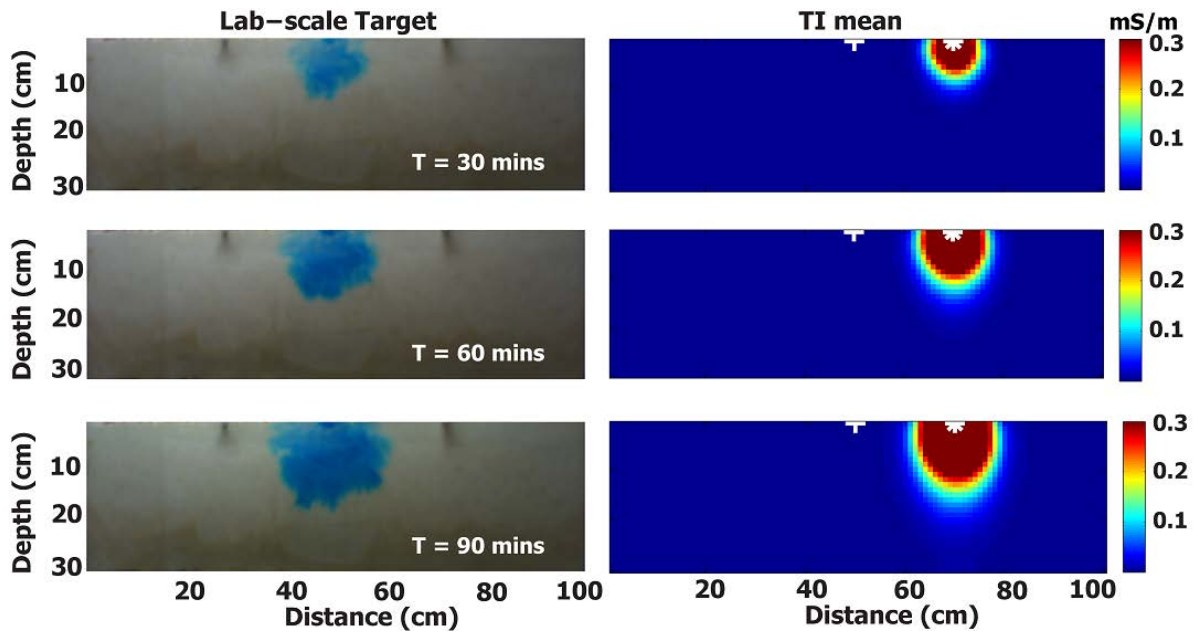 Lab−scale Target
TI mean
mS/m
Depth (cm)
10
20
30
T = 30 mins
0.3
0.2
0.1
Depth (cm)
10
20
30
T = 60 mins
0.3
0.2
0.1
Depth (cm)
10
20
30
T = 90 mins
0.3
0.2
0.1
20 40 60 80 100
Distance (cm)
20 40 60 80 100
Distance (cm)